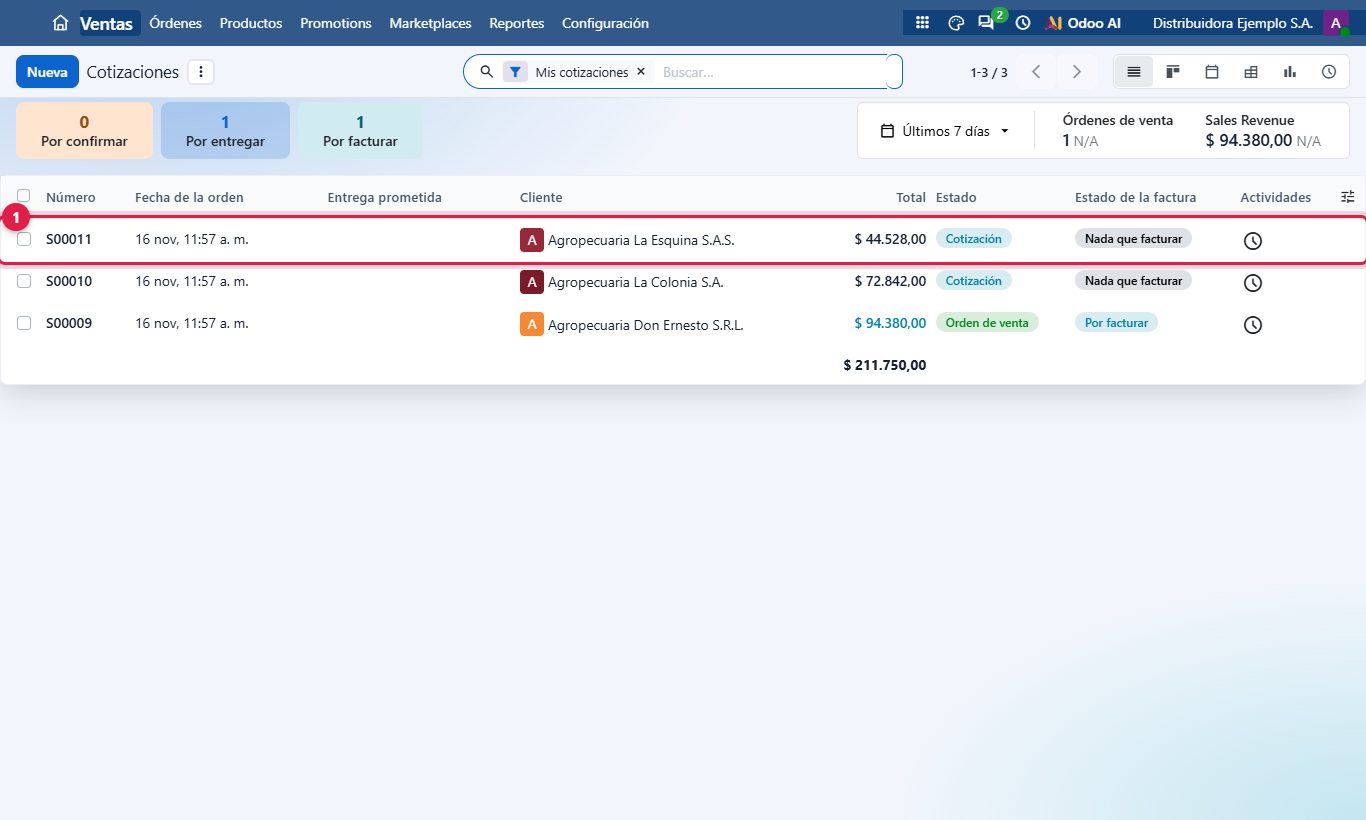 Ventas Órdenes Productos Promotions Marketplaces Reportes Configuración 2 Odoo AI Distribuidora Ejemplo S.A. A
Nueva Cotizaciones Mis cotizaciones × Buscar... 1-3 / 3
0
Por confirmar
1
Por entregar
1
Por facturar
Últimos 7 días
Órdenes de venta
1 N/A
Sales Revenue
$ 94.380,00 N/A
Número Fecha de la orden Entrega prometida Cliente Total Estado Estado de la factura Actividades
1
S00011 16 nov, 11:57 a. m. A Agropecuaria La Esquina S.A.S. $ 44.528,00 Cotización Nada que facturar
S00010 16 nov, 11:57 a. m. A Agropecuaria La Colonia S.A. $ 72.842,00 Cotización Nada que facturar
S00009 16 nov, 11:57 a. m. A Agropecuaria Don Ernesto S.R.L. $ 94.380,00 Orden de venta Por facturar
$ 211.750,00